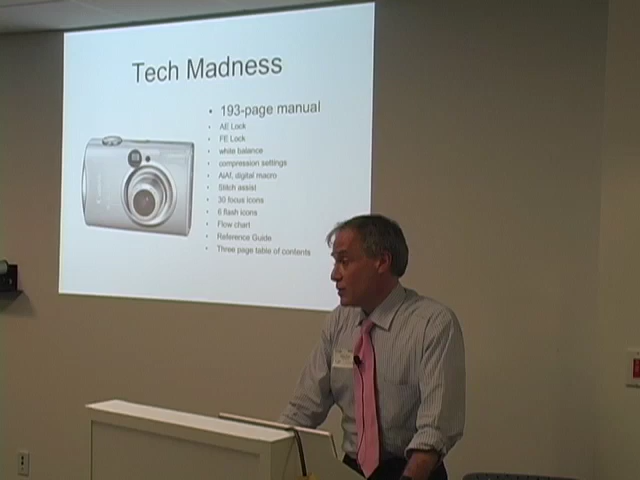 Tech Madness
• 193-page manual
• AE Lock
• FE Lock
• white balance
• compression settings
• AiAf, digital macro
• Stitch assist
• 30 focus icons
• 6 flash icons
• Flow chart
• Reference Guide
• Three page table of contents